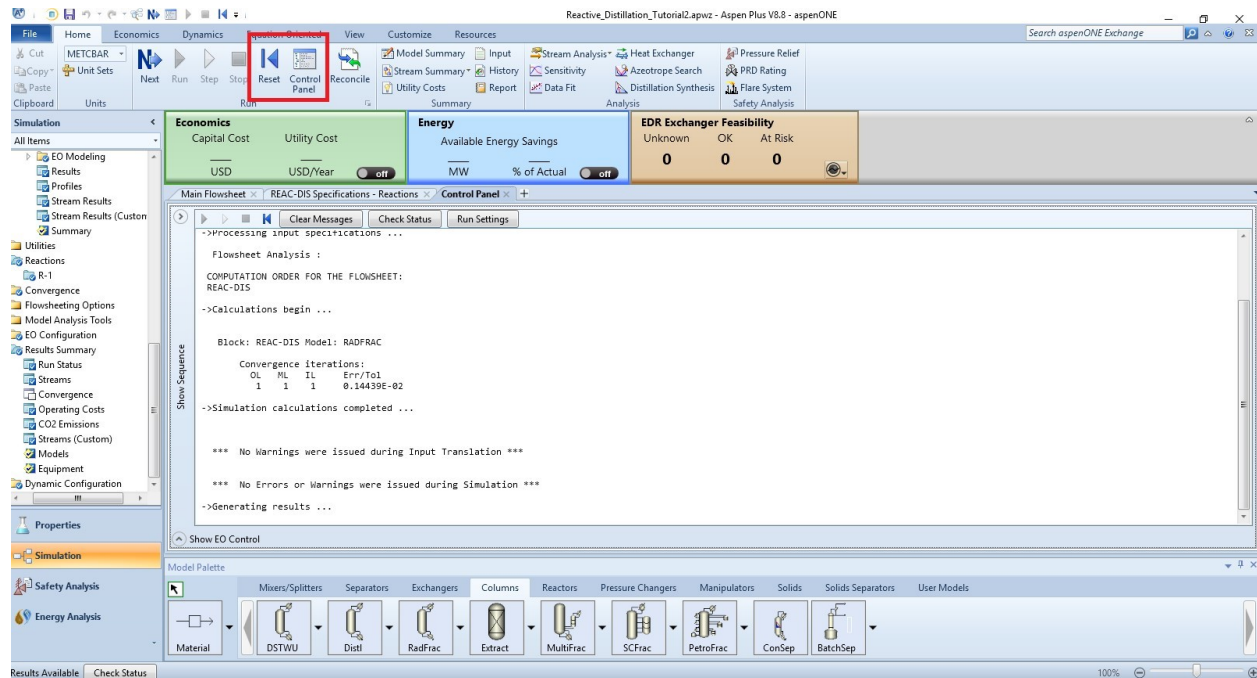 Reactive_Distillation_Tutorial2.apwz - Aspen Plus V8.8 - aspenONE
File Home Economics Dynamics Equation Oriented View Customize Resources Search aspenONE Exchange
Cut METCBAR Model Summary Input Stream Analysis Heat Exchanger Pressure Relief
Copy Unit Sets Next Run Step Stop Reset Control Panel Reconcile Stream Summary History Sensitivity Azeotrope Search PRD Rating
Paste Utility Costs Report Data Fit Distillation Synthesis Flare System
Clipboard Units Run Summary Analysis Safety Analysis
Simulation Economics Energy EDR Exchanger Feasibility
All Items Capital Cost Utility Cost Available Energy Savings Unknown OK At Risk
0 0 0
USD USD/Year off MW % of Actual off
Main Flowsheet REAC-DIS Specifications - Reactions Control Panel +
Clear Messages Check Status Run Settings
EO Modeling
Results
Profiles
Stream Results
Stream Results (Custom
Summary
Utilities
Reactions
R-1
Convergence
Flowsheeting Options
Model Analysis Tools
EO Configuration
Results Summary
Run Status
Streams
Convergence
Operating Costs
CO2 Emissions
Streams (Custom)
Models
Equipment
Dynamic Configuration
Properties
Simulation
Safety Analysis
Energy Analysis
Show Sequence
->Processing input specifications ...
Flowsheet Analysis :
COMPUTATION ORDER FOR THE FLOWSHEET:
REAC-DIS
->Calculations begin ...
Block: REAC-DIS Model: RADFRAC
Convergence iterations:
OL ML IL Err/Tol
1 1 1 0.14439E-02
->Simulation calculations completed ...
*** No Warnings were issued during Input Translation ***
*** No Errors or Warnings were issued during Simulation ***
->Generating results ...
Show EO Control
Model Palette
Mixers/Splitters Separators Exchangers Columns Reactors Pressure Changers Manipulators Solids Solids Separators User Models
Material DSTWU Distl RadFrac Extract MultiFrac SCFrac PetroFrac ConSep BatchSep
Results Available Check Status 100%